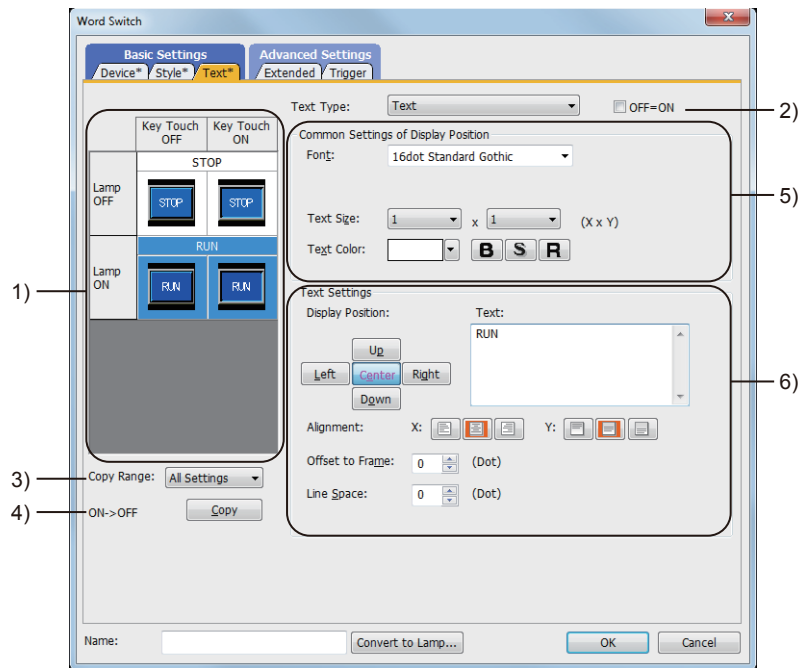 Word Switch
Basic Settings
Advanced Settings
Device* Style* Text* Extended Trigger
Text Type: Text OFF=ON 2)
Key Touch OFF
Key Touch ON
Common Settings of Display Position
Font: 16dot Standard Gothic
STOP
Lamp OFF
STOP STOP
5)
Text Size: 1 x 1 (X x Y)
RUN
Text Color: B S R
Lamp ON
RUN RUN
1)
Text Settings
Display Position: Text:
RUN
Up
Left Center Right
Down
6)
Alignment: X: Y:
Offset to Frame: 0 (Dot)
3) Copy Range: All Settings
Line Space: 0 (Dot)
4) ON->OFF Copy
Name: Convert to Lamp... OK Cancel